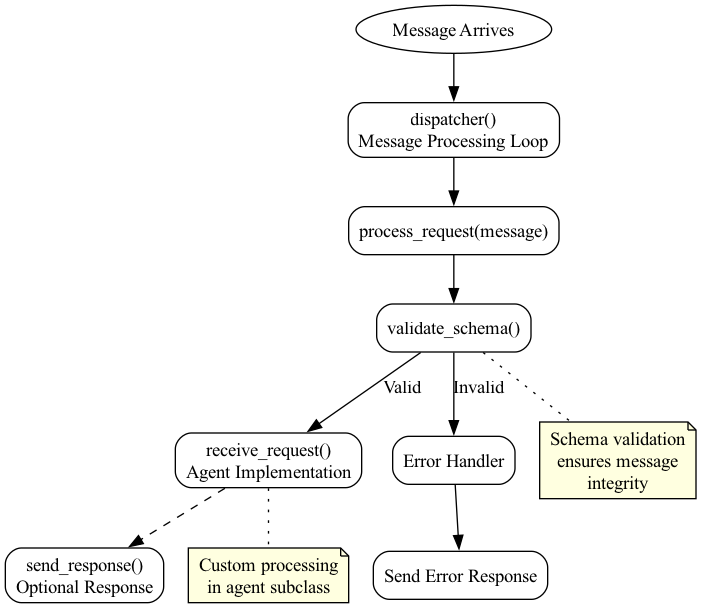 Message Arrives
dispatcher()
Message Processing Loop
process_request(message)
validate_schema()
Valid
Invalid
Schema validation
ensures message
integrity
receive_request()
Agent Implementation
Error Handler
send_response()
Optional Response
Custom processing
in agent subclass
Send Error Response